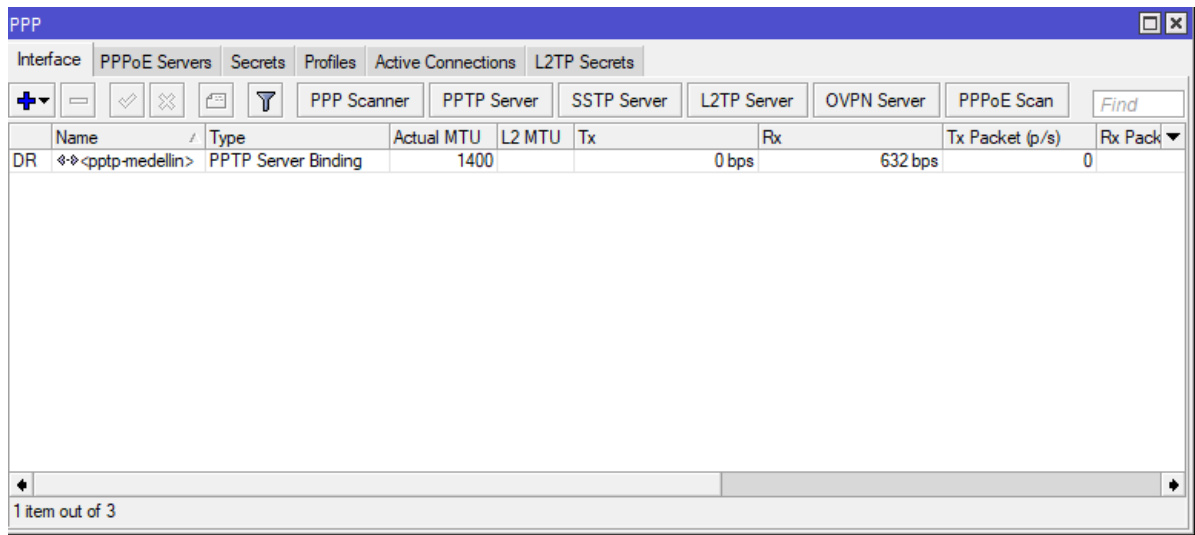 PPP
Interface PPPoE Servers Secrets Profiles Active Connections L2TP Secrets
PPP Scanner PPTP Server SSTP Server L2TP Server OVPN Server PPPoE Scan Find
Name Type Actual MTU L2 MTU Tx Rx Tx Packet (p/s) Rx Pack
DR <pptp-medellin> PPTP Server Binding 1400 0 bps 632 bps 0
1 item out of 3